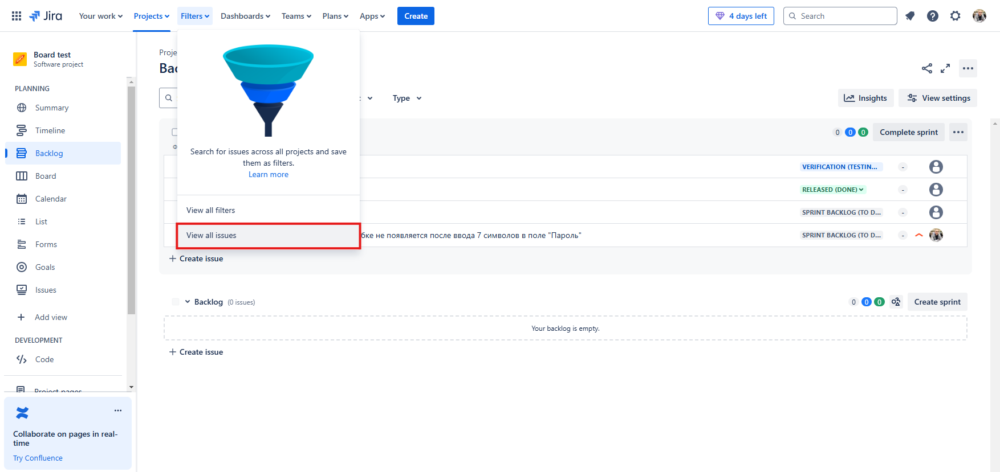 Jira
Your work
Projects
Filters
Dashboards
Teams
Plans
Apps
Create
4 days left
Search
Board test
Software project
PLANNING
Summary
Timeline
Backlog
Board
Calendar
List
Forms
Goals
Issues
Add view
DEVELOPMENT
Code
Project pages
Collaborate on pages in real-
time
Try Confluence
Search for issues across all projects and save
them as filters.
Learn more
View all filters
View all issues
Type
Insights
View settings
0 0 0
Complete sprint
VERIFICATION (TESTIN... -
RELEASED (DONE) -
SPRINT BACKLOG (TO D... -
бке не появляется после ввода 7 символов в поле "Пароль"
SPRINT BACKLOG (TO D... -
Create issue
Backlog (0 issues)
0 0 0
Create sprint
Your backlog is empty.
Create issue